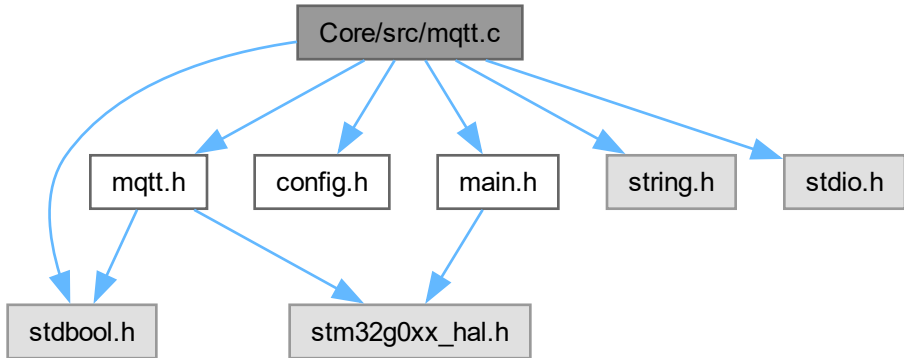 Core/src/mqtt.c
mqtt.h
config.h
main.h
string.h
stdio.h
stdbool.h
stm32g0xx_hal.h